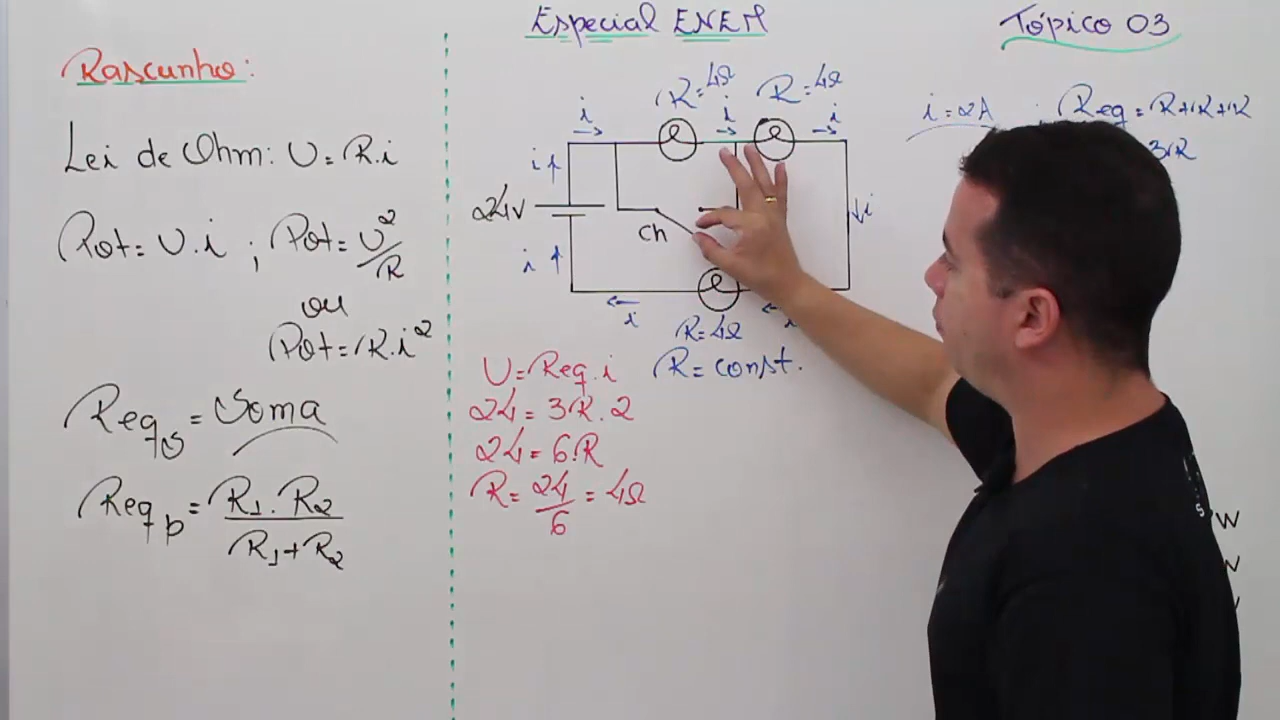 Especial ENEM
Tópico 03
Rascunho:
Lei de Ohm: U = R.i
Pot = U.i ; Pot = U²/R
ou
Pot = R.i²
Req_s = Soma
Req_p = R₁.R₂/R₁+R₂
R=4Ω R=4Ω
i i i
i
24v
i
Ch
i
i i
R=4Ω
U = Req.i
R = const.
24 = 3R.2
24 = 6.R
R = 24/6 = 4Ω
i = 2A
Req = R+R+R
3R
W
W